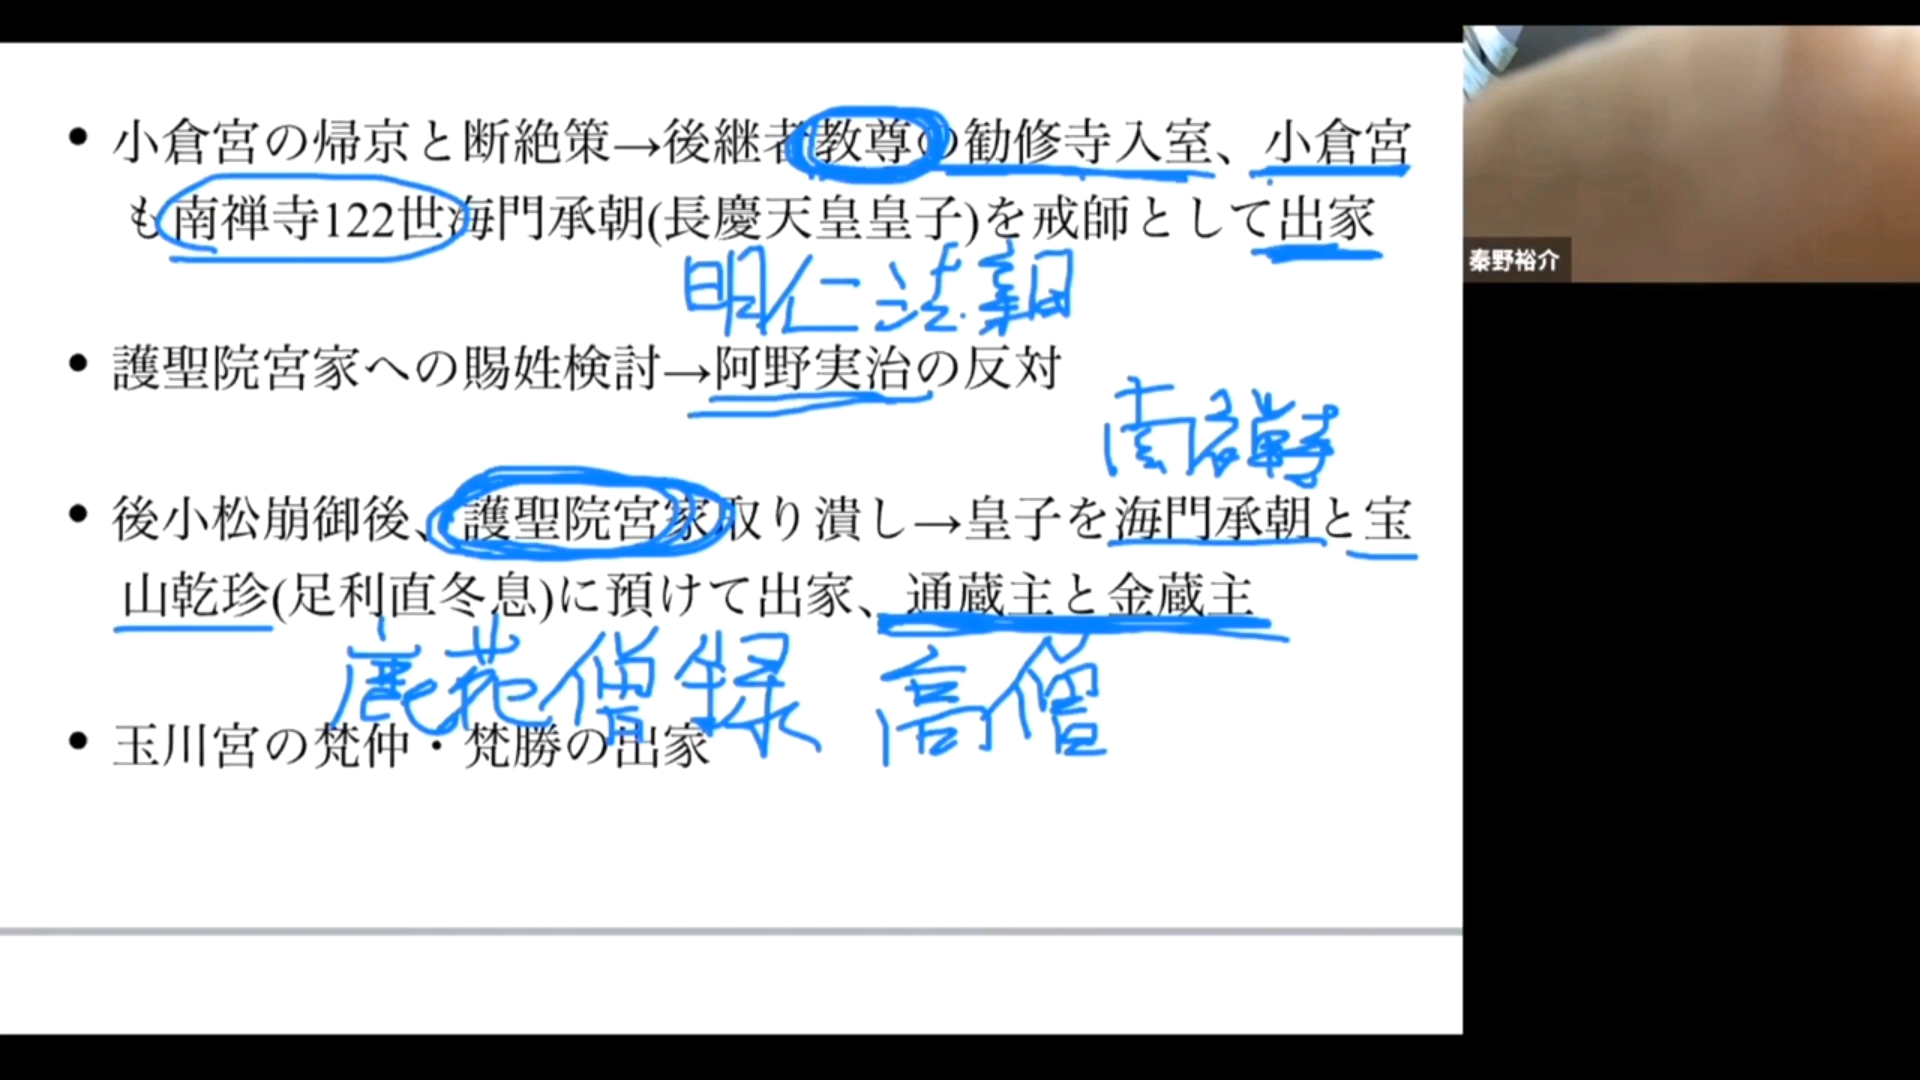 • 小倉宮の帰京と断絶策→後継者教尊の勧修寺入室、小倉宮
も南禅寺122世海門承朝(長慶天皇皇子)を戒師として出家
明仁法親
• 護聖院宮家への賜姓検討→阿野実治の反対
南禅寺
• 後小松崩御後、護聖院宮家取り潰し→皇子を海門承朝と宝
山乾珍(足利直冬息)に預けて出家、通蔵主と金蔵主
鹿苑僧録 高僧
• 玉川宮の梵仲・梵勝の出家
秦野裕介